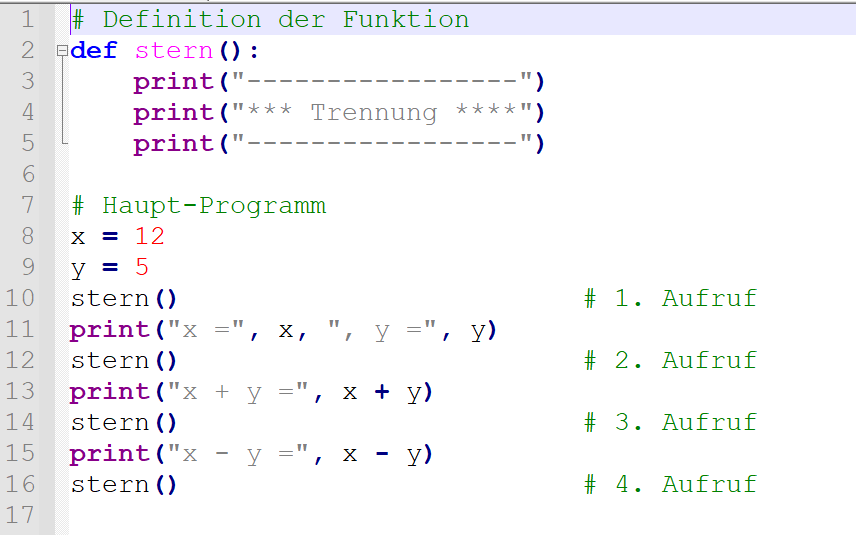 1 # Definition der Funktion
2 def stern():
3     print("-----------------")
4     print("*** Trennung ****")
5     print("-----------------")
6
7 # Haupt-Programm
8 x = 12
9 y = 5
10 stern()                          # 1. Aufruf
11 print("x =", x, ", y =", y)
12 stern()                          # 2. Aufruf
13 print("x + y =", x + y)
14 stern()                          # 3. Aufruf
15 print("x - y =", x - y)
16 stern()                          # 4. Aufruf
17